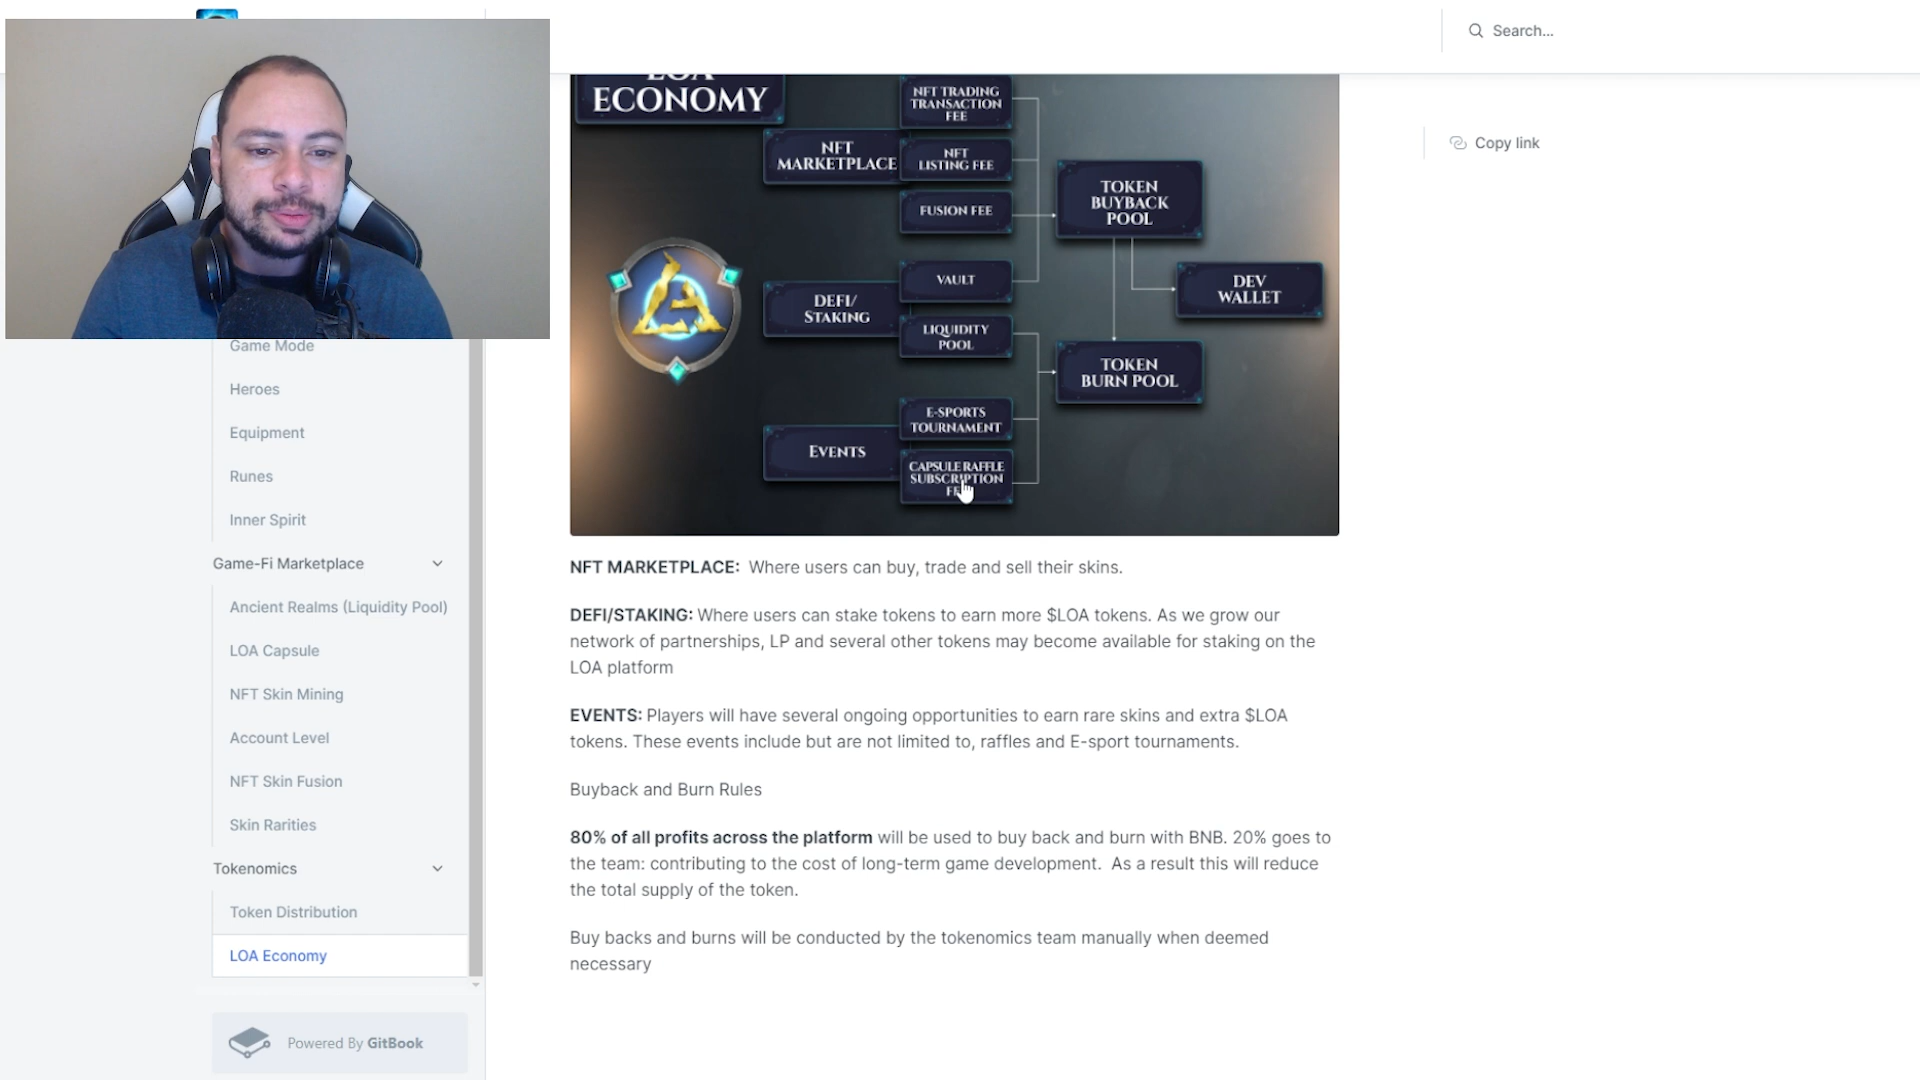 Search...
Copy link
LOA
ECONOMY
NFT
MARKETPLACE
NFT TRADING
TRANSACTION
FEE
NFT
LISTING FEE
FUSION FEE
TOKEN
BUYBACK
POOL
DEV
WALLET
DEFI/
STAKING
VAULT
LIQUIDITY
POOL
TOKEN
BURN POOL
EVENTS
E-SPORTS
TOURNAMENT
CAPSULE RAFFLE
SUBSCRIPTION
FEE
Game Mode
Heroes
Equipment
Runes
Inner Spirit
Game-Fi Marketplace
Ancient Realms (Liquidity Pool)
LOA Capsule
NFT Skin Mining
Account Level
NFT Skin Fusion
Skin Rarities
Tokenomics
Token Distribution
LOA Economy
Powered By GitBook
NFT MARKETPLACE: Where users can buy, trade and sell their skins.
DEFI/STAKING: Where users can stake tokens to earn more $LOA tokens. As we grow our
network of partnerships, LP and several other tokens may become available for staking on the
LOA platform
EVENTS: Players will have several ongoing opportunities to earn rare skins and extra $LOA
tokens. These events include but are not limited to, raffles and E-sport tournaments.
Buyback and Burn Rules
80% of all profits across the platform will be used to buy back and burn with BNB. 20% goes to
the team: contributing to the cost of long-term game development. As a result this will reduce
the total supply of the token.
Buy backs and burns will be conducted by the tokenomics team manually when deemed
necessary